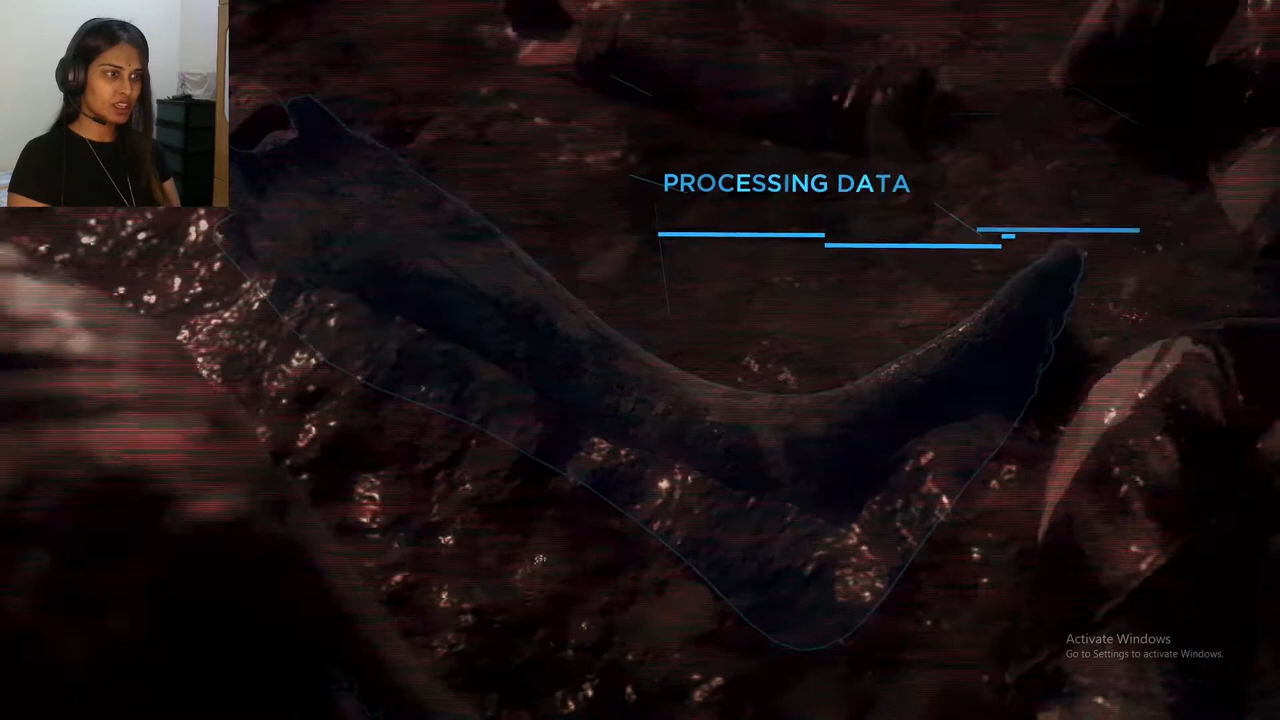 PROCESSING DATA
Activate Windows
Go to Settings to activate Windows.